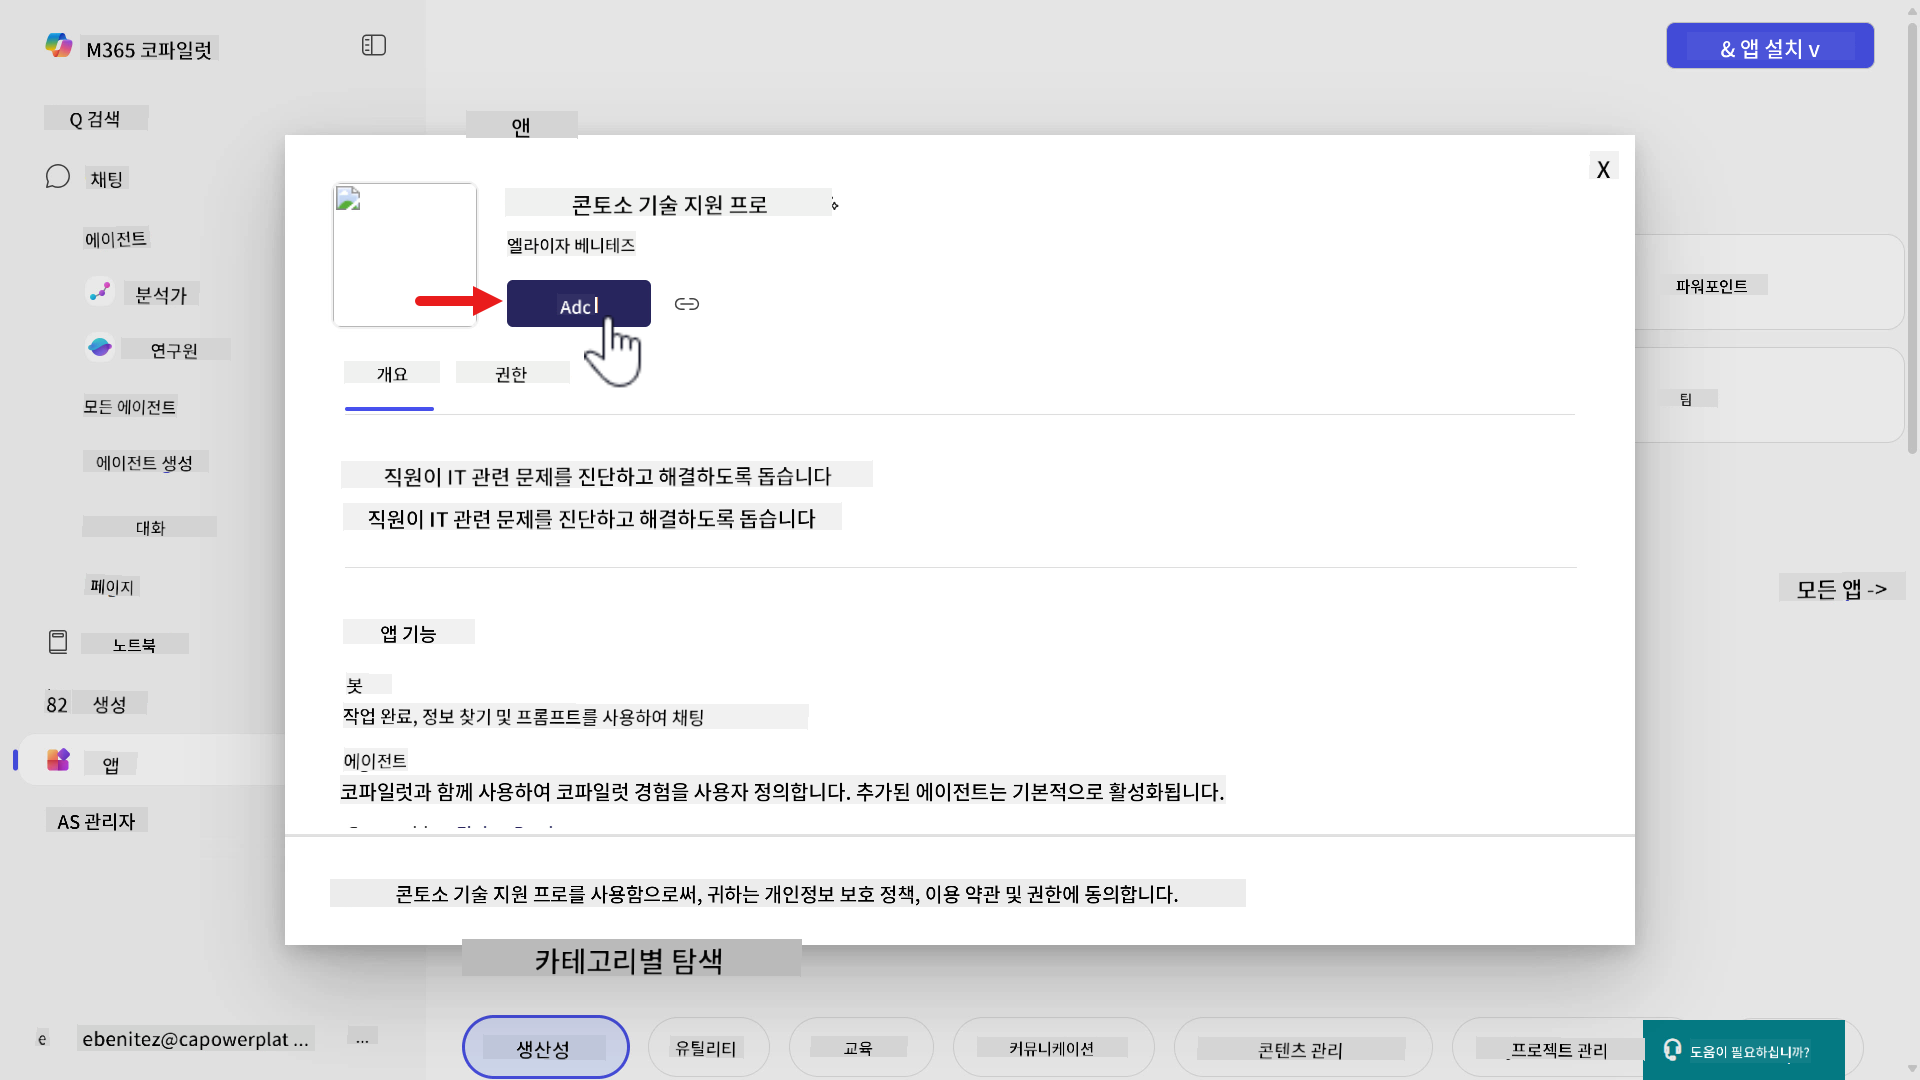 M365 코파일럿
& 앱 설치 v
Q 검색
앤
채팅
X
콘토소 기술 지원 프로
엘라이자 베니테즈
에이전트
분석가
파워포인트
Adc
연구원
개요
권한
모든 에이전트
팀
에이전트 생성
직원이 IT 관련 문제를 진단하고 해결하도록 돕습니다
직원이 IT 관련 문제를 진단하고 해결하도록 돕습니다
대화
페이지
모든 앱 ->
노트북
앱 기능
봇
82 생성
작업 완료, 정보 찾기 및 프롬프트를 사용하여 채팅
앱
에이전트
코파일럿과 함께 사용하여 코파일럿 경험을 사용자 정의합니다. 추가된 에이전트는 기본적으로 활성화됩니다.
AS 관리자
콘토소 기술 지원 프로를 사용함으로써, 귀하는 개인정보 보호 정책, 이용 약관 및 권한에 동의합니다.
카테고리별 탐색
e ebenitez@capowerplat ... ...
생산성
유틸리티
교육
커뮤니케이션
콘텐츠 관리
프로젝트 관리
도움이 필요하십니까?